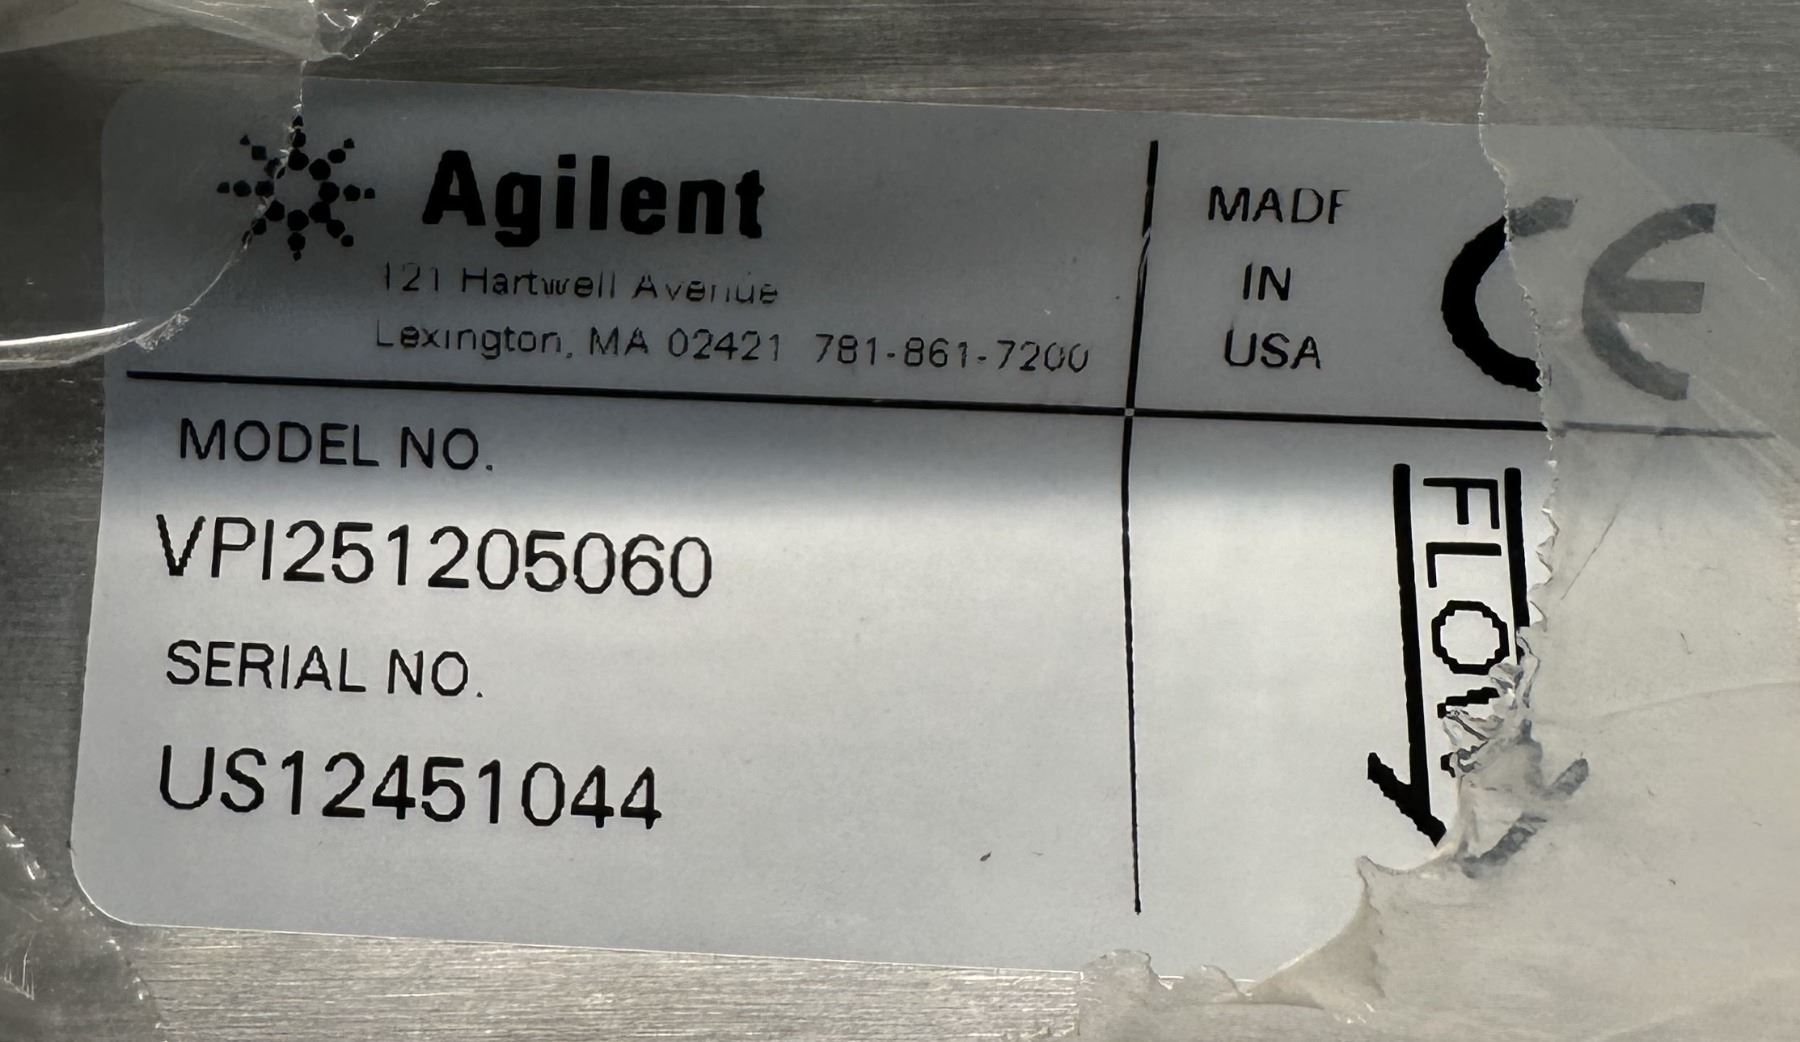 Agilent
121 Hartwell Avenue
Lexington, MA 02421 781-861-7200
MADE
IN
USA
CE
MODEL NO.
VPI251205060
SERIAL NO.
US12451044
FLOW